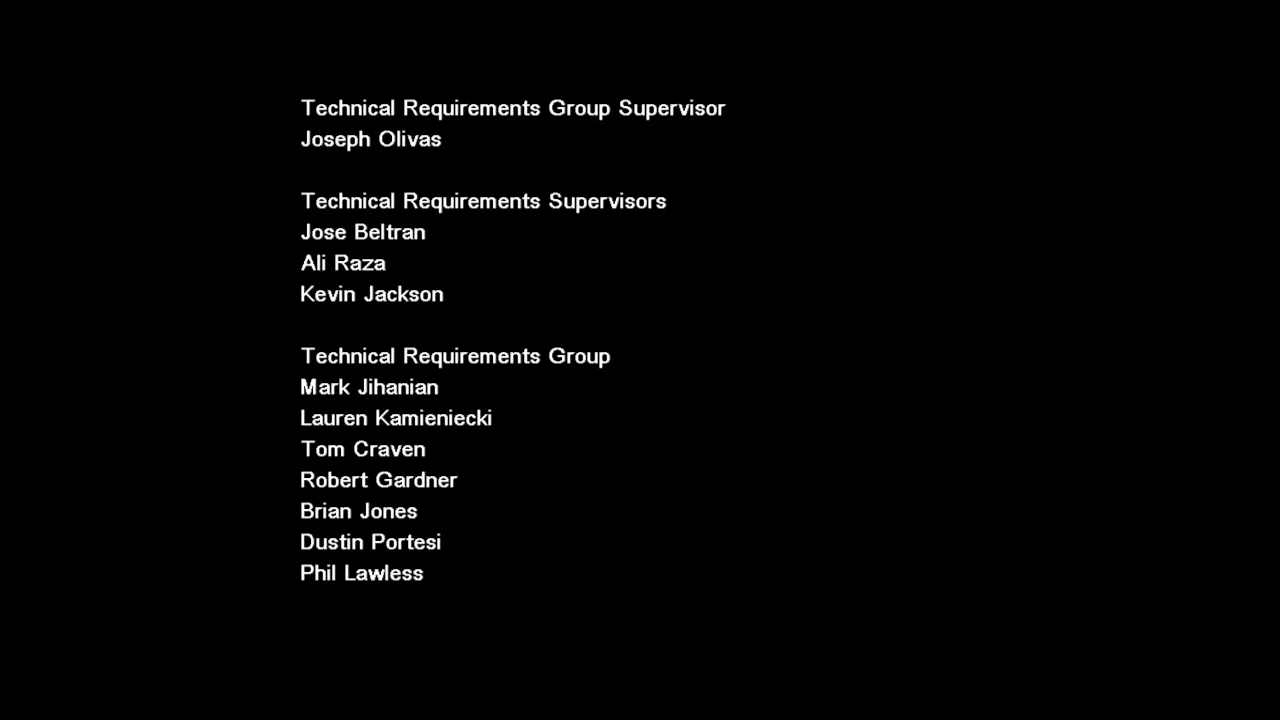 Technical Requirements Group Supervisor
Joseph Olivas
Technical Requirements Supervisors
Jose Beltran
Ali Raza
Kevin Jackson
Technical Requirements Group
Mark Jihanian
Lauren Kamieniecki
Tom Craven
Robert Gardner
Brian Jones
Dustin Portesi
Phil Lawless